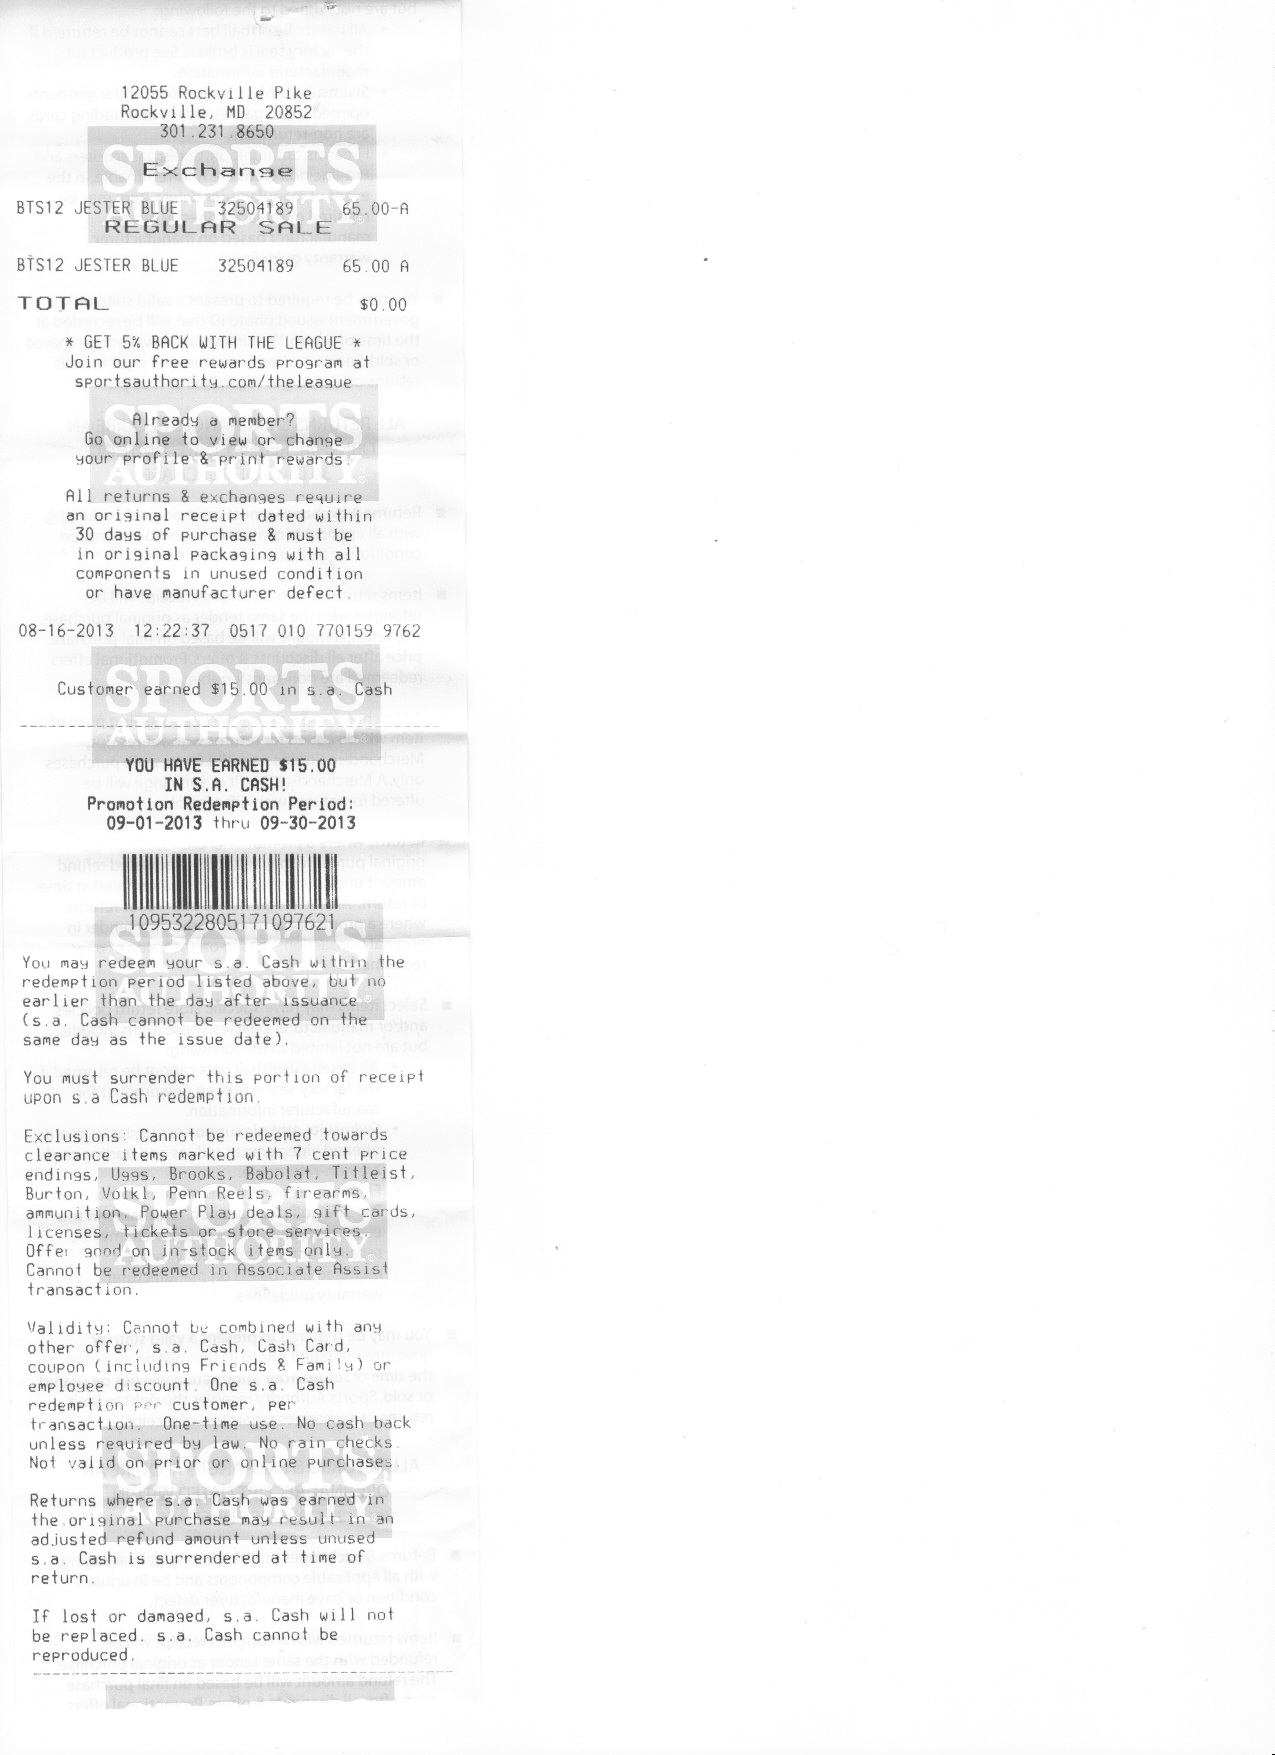 12055 Rockville Pike
Rockville, MD 20852
301.231.8650
Exchange
BTS12 JESTER BLUE 32504189 65.00-A
REGULAR SALE
BTS12 JESTER BLUE 32504189 65.00 A
TOTAL $0.00
* GET 5% BACK WITH THE LEAGUE *
Join our free rewards program at
sportsauthority.com/theleague
Already a member?
Go online to view or change
your profile & print rewards.
All returns & exchanges require
an original receipt dated within
30 days of purchase & must be
in original packaging with all
components in unused condition
or have manufacturer defect.
08-16-2013 12:22:37 0517 010 770159 9762
Customer earned $15.00 in s.a. Cash
YOU HAVE EARNED $15.00
IN S.A. CASH!
Promotion Redemption Period:
09-01-2013 thru 09-30-2013
1095322805171097621
You may redeem your s.a. Cash within the
redemption period listed above, but no
earlier than the day after issuance
(s.a. Cash cannot be redeemed on the
same day as the issue date).
You must surrender this portion of receipt
upon s.a Cash redemption.
Exclusions: Cannot be redeemed towards
clearance items marked with 7 cent price
endings, Uggs, Brooks, Babolat, Titleist,
Burton, Volkl, Penn Reels, firearms,
ammunition, Power Play deals, gift cards,
licenses, tickets or store services.
Offer good on in-stock items only.
Cannot be redeemed in Associate Assist
transaction.
Validity: Cannot be combined with any
other offer, s.a. Cash, Cash Card,
coupon (including Friends & Family) or
employee discount. One s.a. Cash
redemption per customer, per
transaction. One-time use. No cash back
unless required by law. No rain checks.
Not valid on prior or online purchases.
Returns where s.a. Cash was earned in
the original purchase may result in an
adjusted refund amount unless unused
s.a. Cash is surrendered at time of
return.
If lost or damaged, s.a. Cash will not
be replaced. s.a. Cash cannot be
reproduced.
SPORTS
AUTHORITY